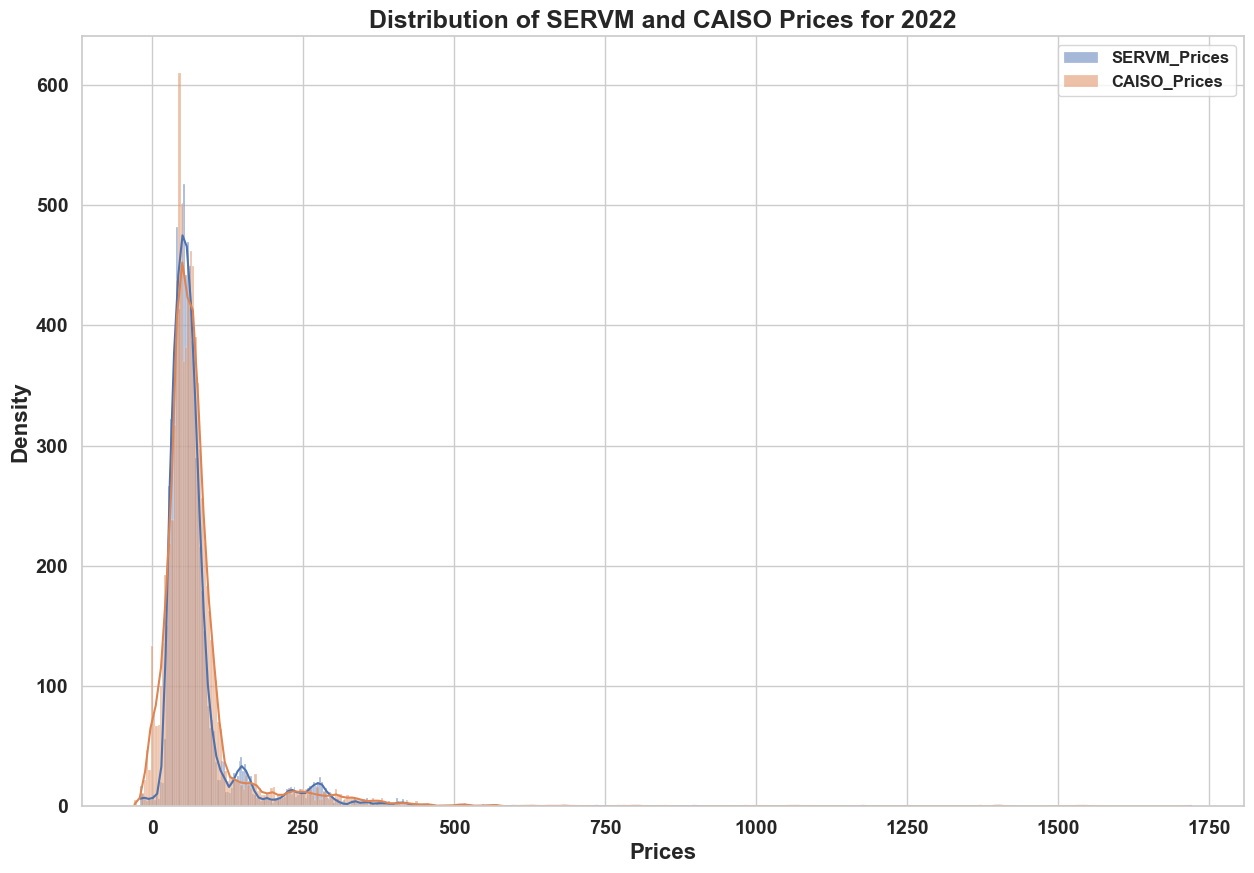 Distribution of SERVM and CAISO Prices for 2022
SERVM_Prices
CAISO_Prices
600
500
400
300
200
100
0
Density
0 250 500 750 1000 1250 1500 1750
Prices